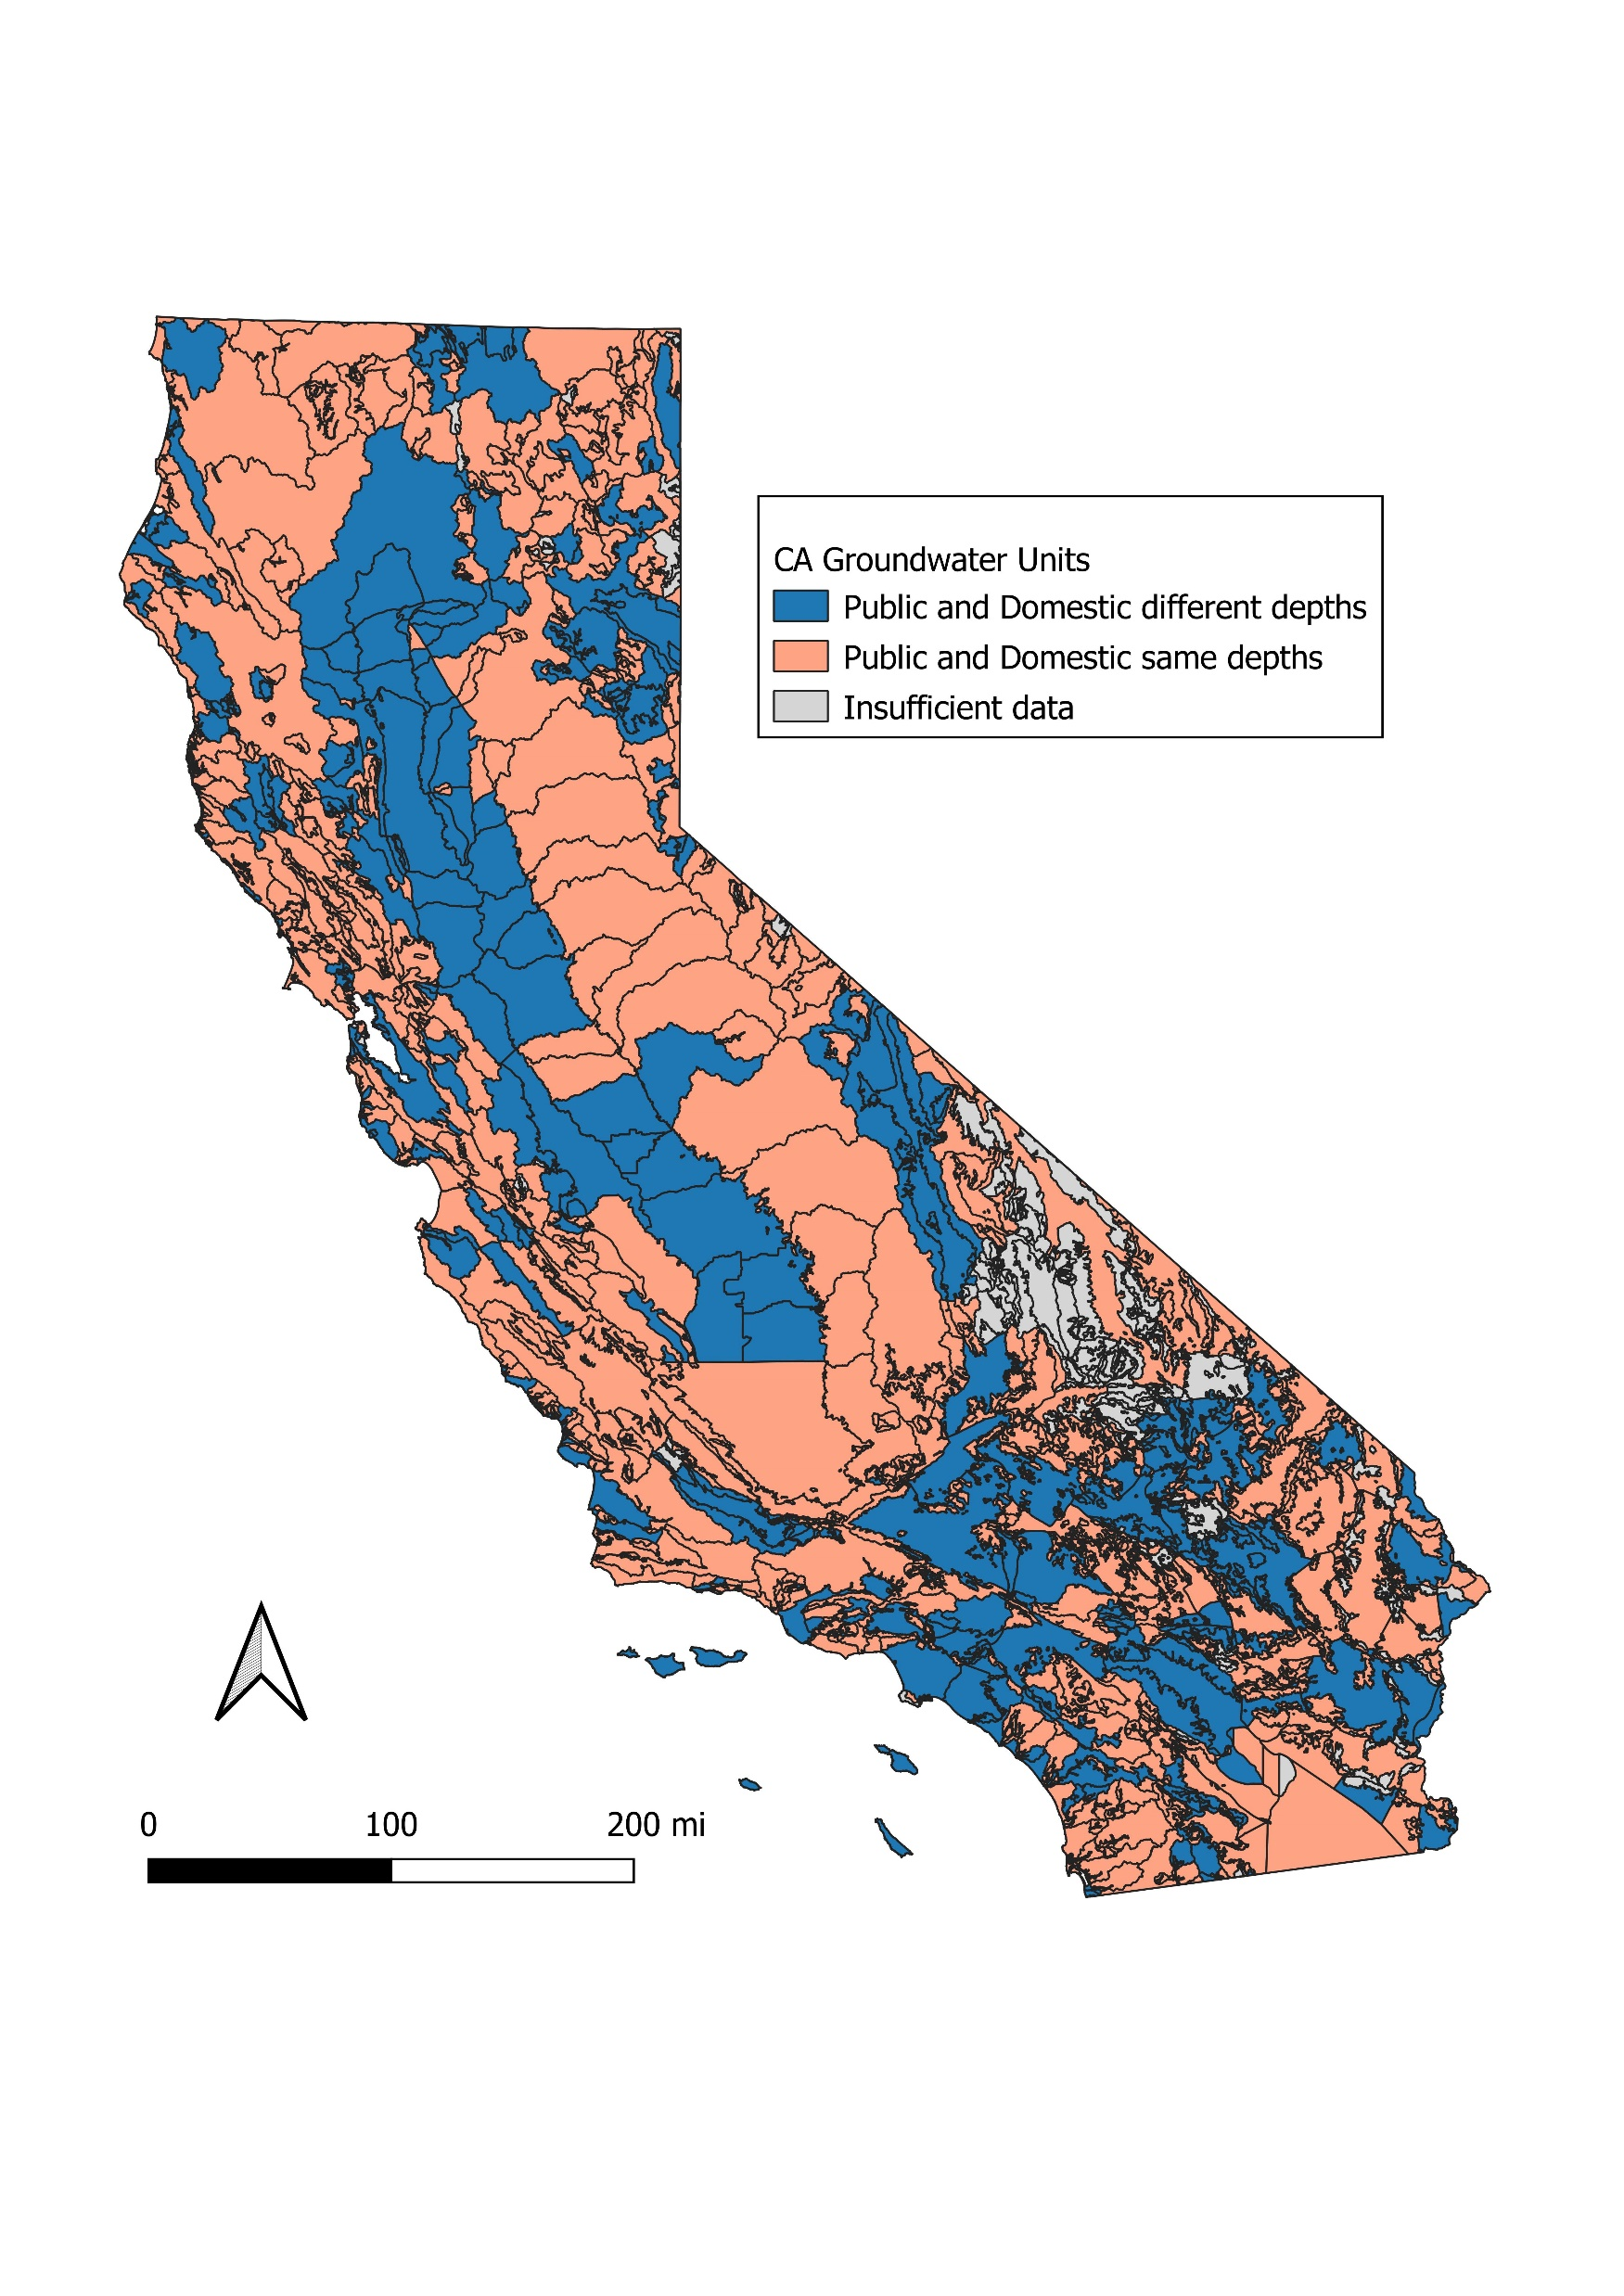 CA Groundwater Units
Public and Domestic different depths
Public and Domestic same depths
Insufficient data
0 100 200 mi